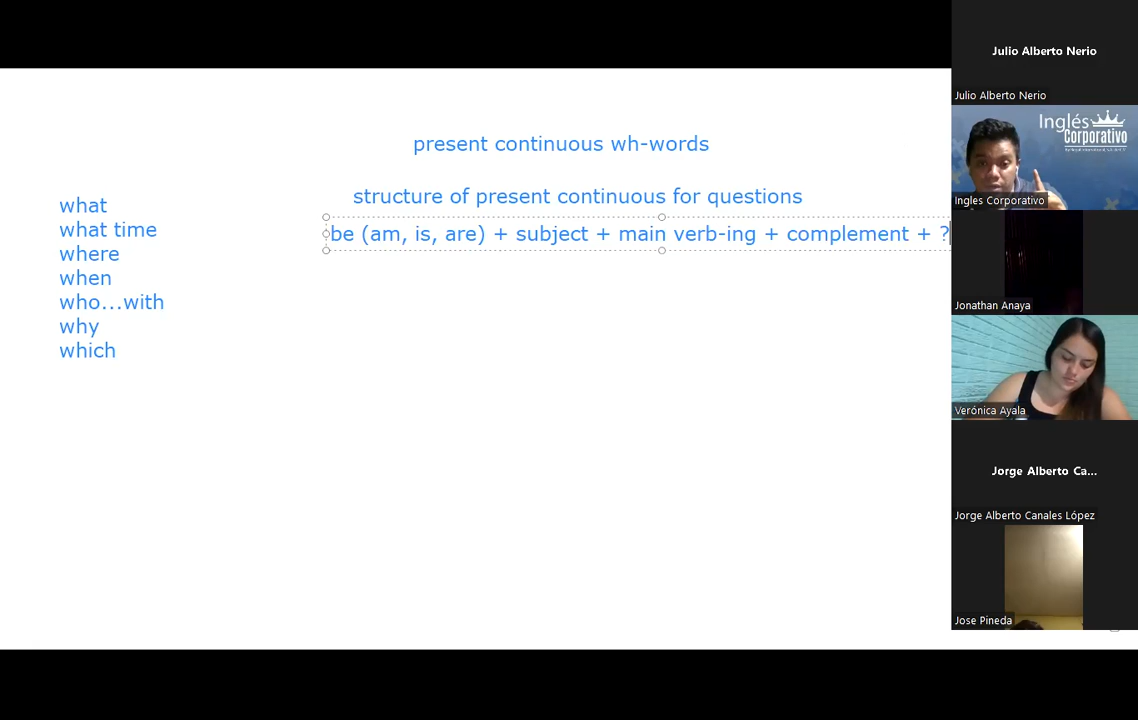 present continuous wh-words
structure of present continuous for questions
be (am, is, are) + subject + main verb-ing + complement + ?
what
what time
where
when
who...with
why
which
Julio Alberto Nerio
Julio Alberto Nerio
Inglés
Corporativo
Ingles Corporativo
Jonathan Anaya
Verónica Ayala
Jorge Alberto Ca...
Jorge Alberto Canales López
Jose Pineda